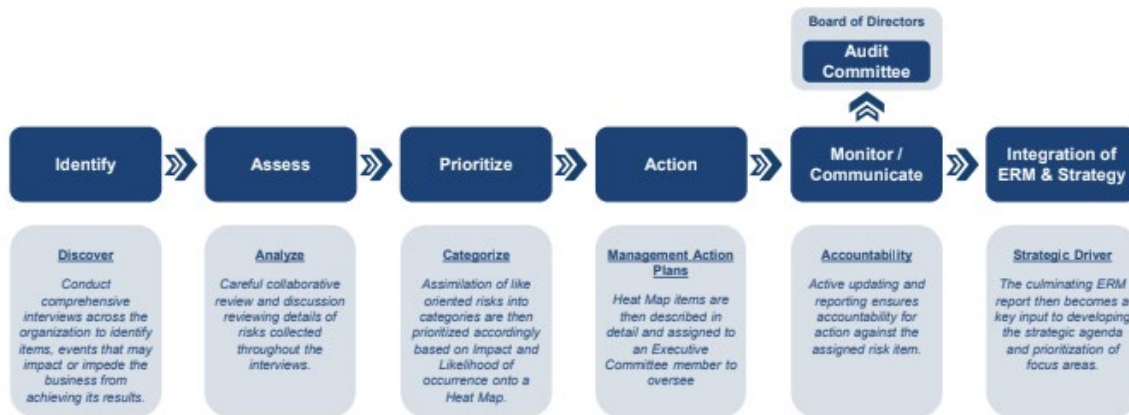 Board of Directors
Audit
Committee
Identify
Assess
Prioritize
Action
Monitor /
Communicate
Integration of
ERM & Strategy
Discover
Conduct
comprehensive
interviews across the
organization to identify
items, events that may
impact or impede the
business from
achieving its results.
Analyze
Careful collaborative
review and discussion
reviewing details of
risks collected
throughout the
interviews.
Categorize
Assimilation of like
oriented risks into
categories are then
prioritized accordingly
based on Impact and
Likelihood of
occurrence onto a
Heat Map.
Management Action
Plans
Heat Map items are
then described in
detail and assigned to
an Executive
Committee member to
oversee
Accountability
Active updating and
reporting ensures
accountability for
action against the
assigned risk item.
Strategic Driver
The culminating ERM
report then becomes a
key input to developing
the strategic agenda
and prioritization of
focus areas.